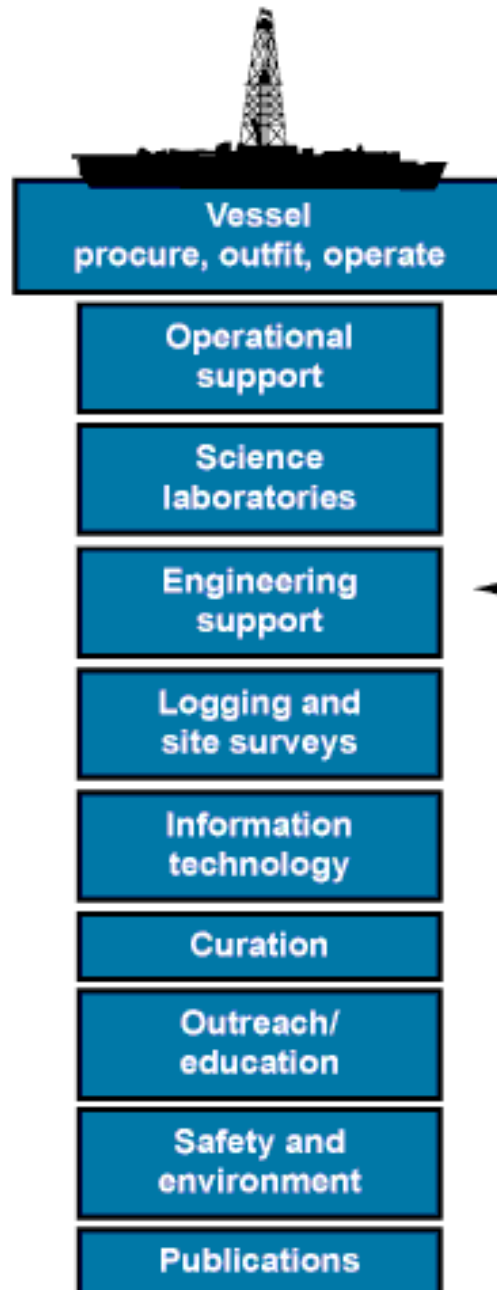 Vessel
procure, outfit, operate
Operational
support
Science
laboratories
Engineering
support
Logging and
site surveys
Information
technology
Curation
Outreach/
education
Safety and
environment
Publications